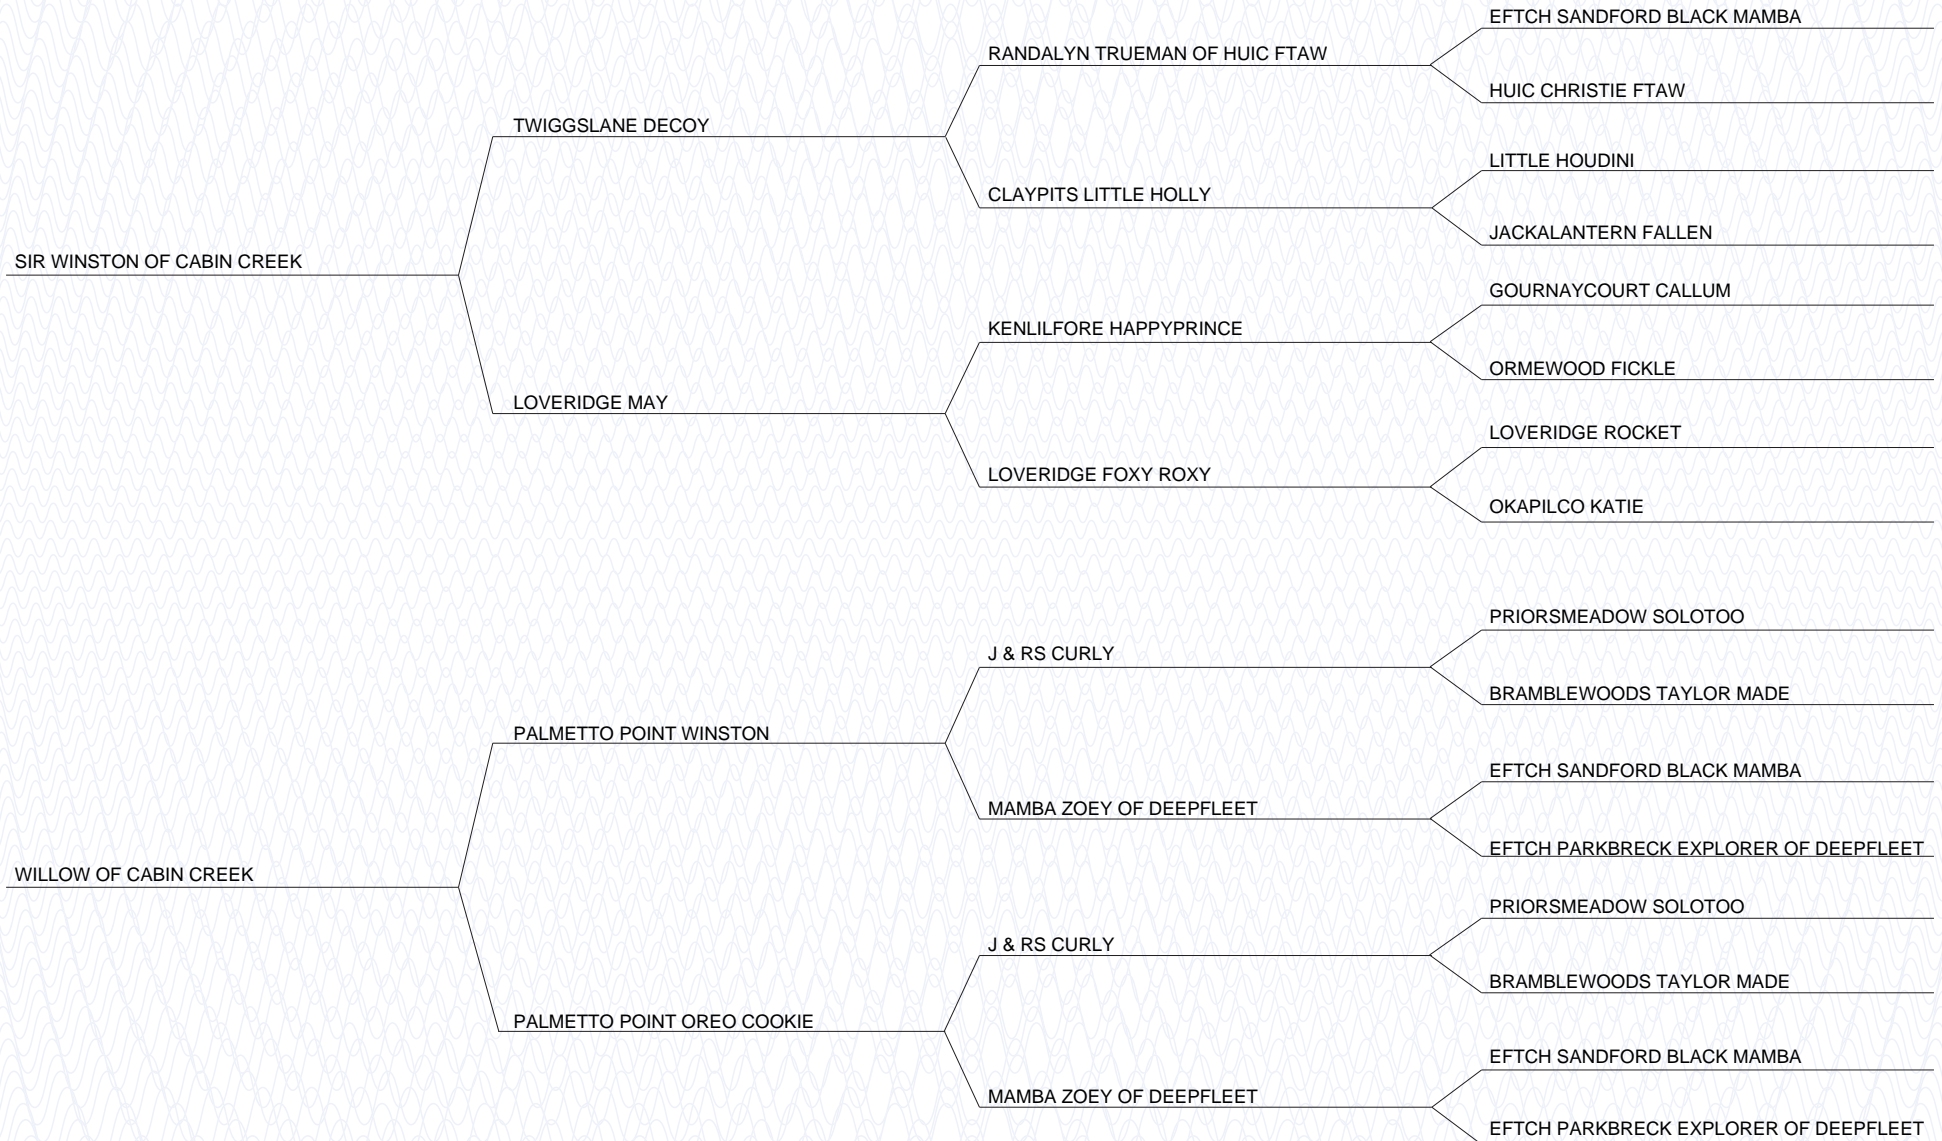 EFTCH SANDFORD BLACK MAMBA
RANDALYN TRUEMAN OF HUIC FTAW
HUIC CHRISTIE FTAW
TWIGGSLANE DECOY
LITTLE HOUDINI
CLAYPITS LITTLE HOLLY
JACKALANTERN FALLEN
SIR WINSTON OF CABIN CREEK
GOURNAYCOURT CALLUM
KENLILFORE HAPPYPRINCE
ORMEWOOD FICKLE
LOVERIDGE MAY
LOVERIDGE ROCKET
LOVERIDGE FOXY ROXY
OKAPILCO KATIE
PRIORSMEADOW SOLOTOO
J & RS CURLY
BRAMBLEWOODS TAYLOR MADE
PALMETTO POINT WINSTON
EFTCH SANDFORD BLACK MAMBA
MAMBA ZOEY OF DEEPFLEET
EFTCH PARKBRECK EXPLORER OF DEEPFLEET
WILLOW OF CABIN CREEK
PRIORSMEADOW SOLOTOO
J & RS CURLY
BRAMBLEWOODS TAYLOR MADE
PALMETTO POINT OREO COOKIE
EFTCH SANDFORD BLACK MAMBA
MAMBA ZOEY OF DEEPFLEET
EFTCH PARKBRECK EXPLORER OF DEEPFLEET